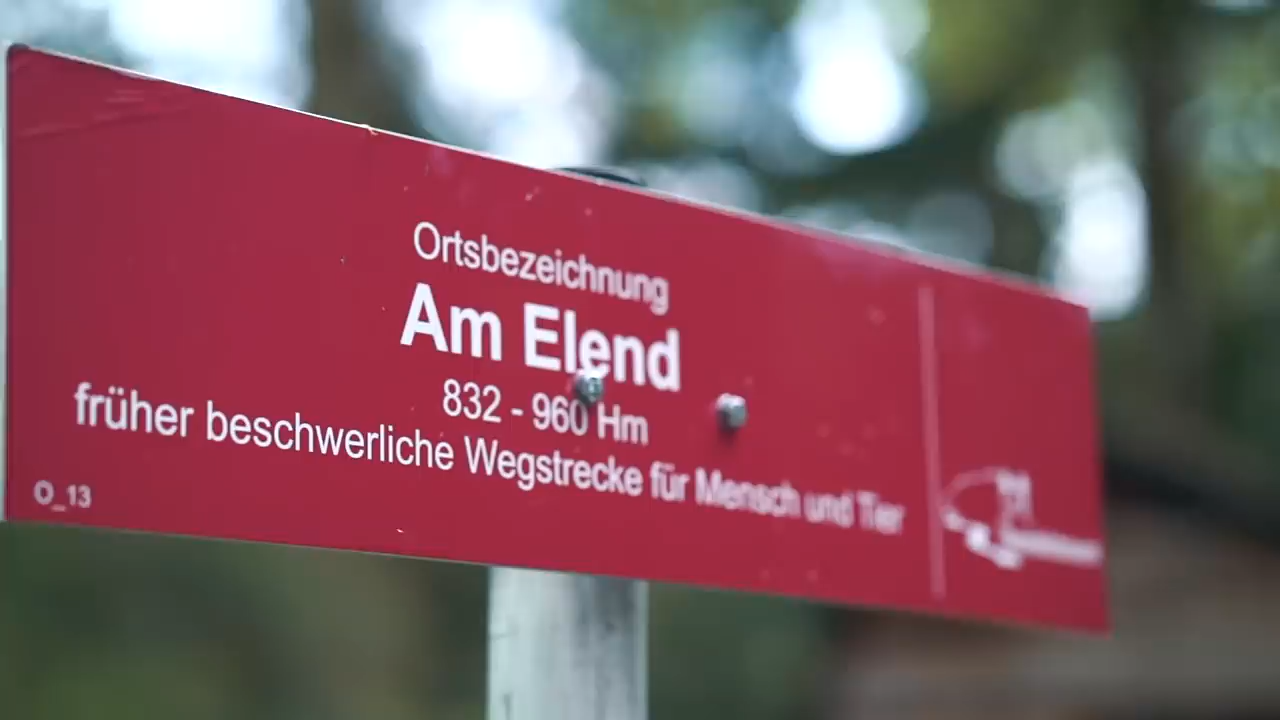 Ortsbezeichnung
Am Elend
832 - 960 Hm
früher beschwerliche Wegstrecke für Mensch und Tier
O_13